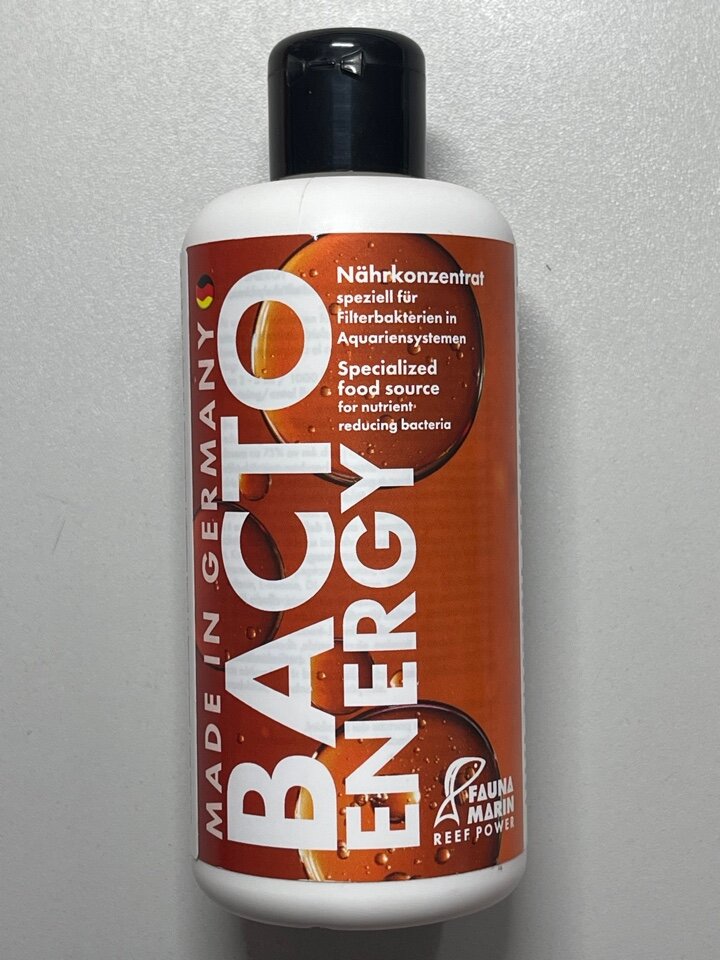 MADE IN GERMANY
BACTO
ENERGY
Nährkonzentrat
speziell für
Filterbakterien in
Aquariensystemen
Specialized
food source
for nutrient
reducing bacteria
FAUNA
MARIN
REEF POWER